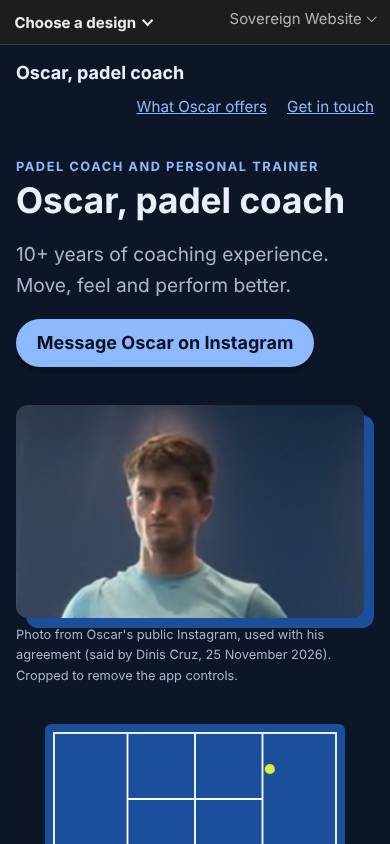 Choose a design
Sovereign Website
Oscar, padel coach
What Oscar offers Get in touch
PADEL COACH AND PERSONAL TRAINER
Oscar, padel coach
10+ years of coaching experience.
Move, feel and perform better.
Message Oscar on Instagram
Photo from Oscar's public Instagram, used with his
agreement (said by Dinis Cruz, 25 November 2026).
Cropped to remove the app controls.